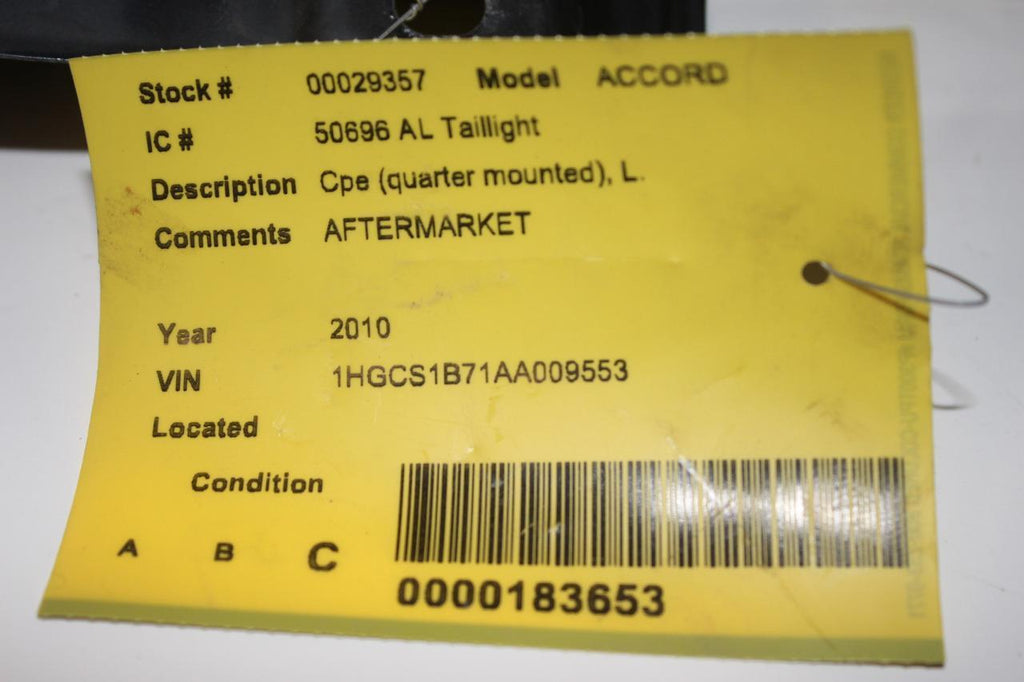 Stock # 00029357 Model ACCORD
IC # 50696 AL Taillight
Description Cpe (quarter mounted), L.
Comments AFTERMARKET
Year 2010
VIN 1HGCS1B71AA009553
Located
Condition
A B C
0000183653